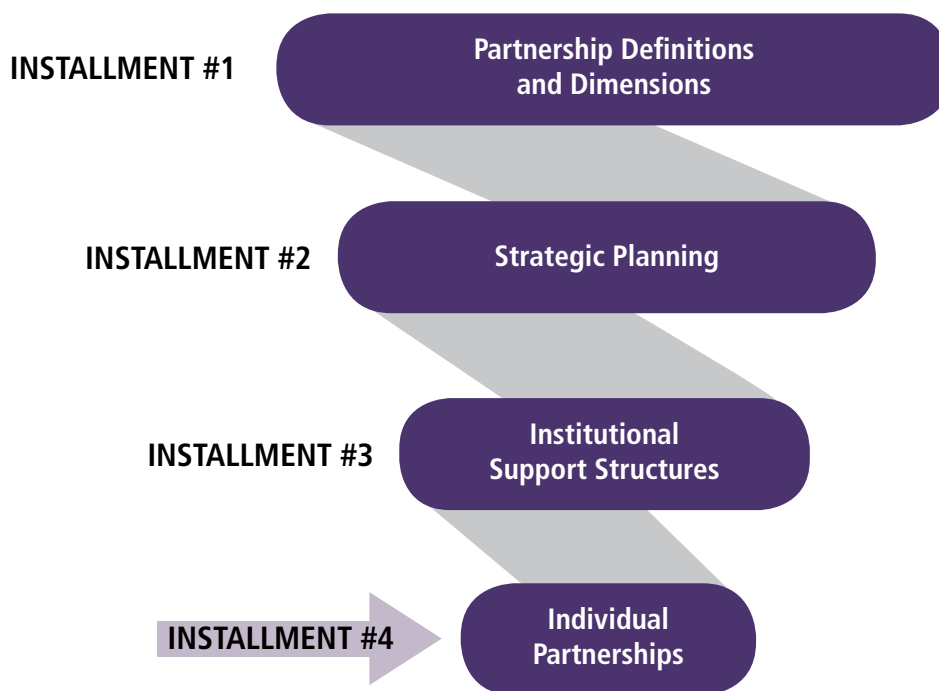 INSTALLMENT #1
Partnership Definitions
and Dimensions
INSTALLMENT #2
Strategic Planning
INSTALLMENT #3
Institutional
Support Structures
INSTALLMENT #4
Individual
Partnerships